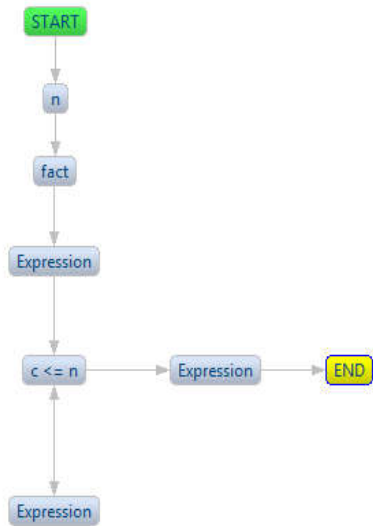 START
n
fact
Expression
c <= n
Expression
END
Expression